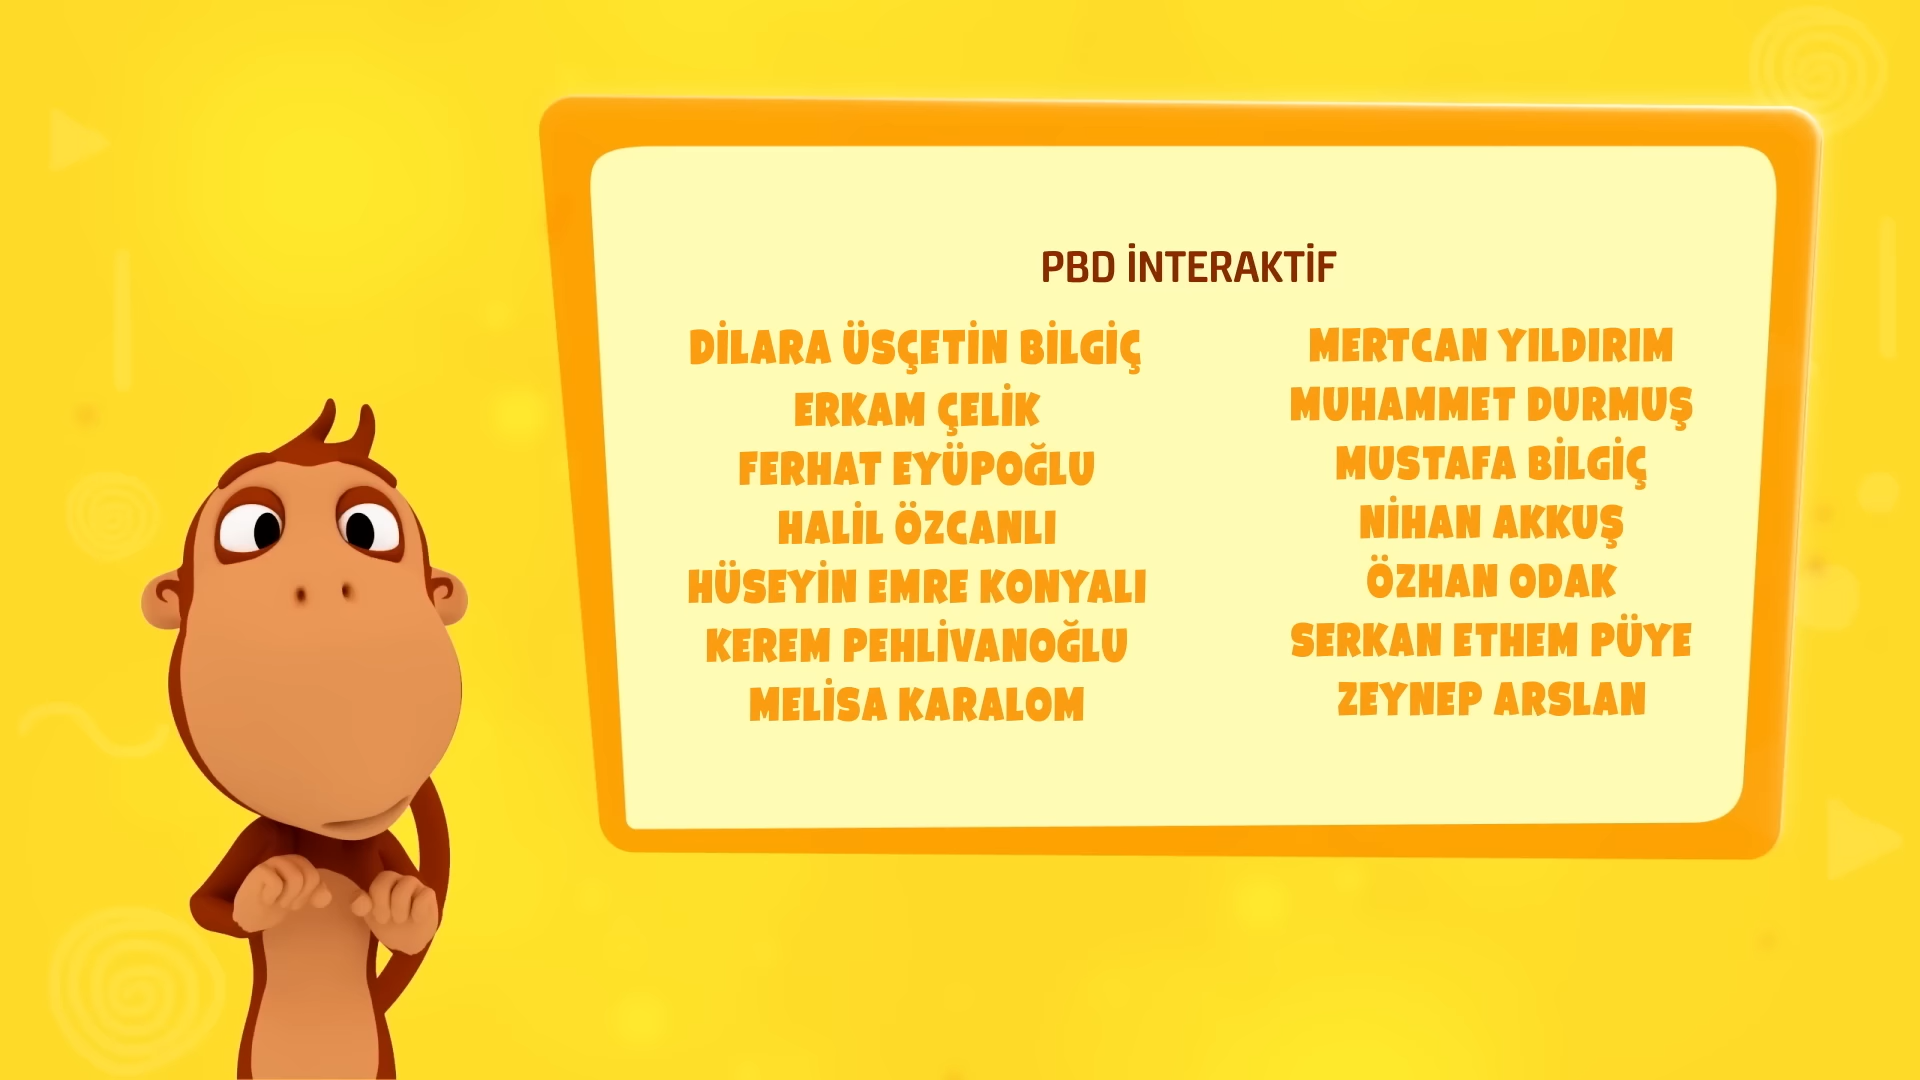 PBD İNTERAKTİF
DİLARA ÜSÇETİN BİLGİÇ
ERKAM ÇELİK
FERHAT EYÜPOĞLU
HALİL ÖZCANLI
HÜSEYİN EMRE KONYALI
KEREM PEHLİVANOĞLU
MELİSA KARALOM
MERTCAN YILDIRIM
MUHAMMET DURMUŞ
MUSTAFA BİLGİÇ
NİHAN AKKUŞ
ÖZHAN ODAK
SERKAN ETHEM PÜYE
ZEYNEP ARSLAN